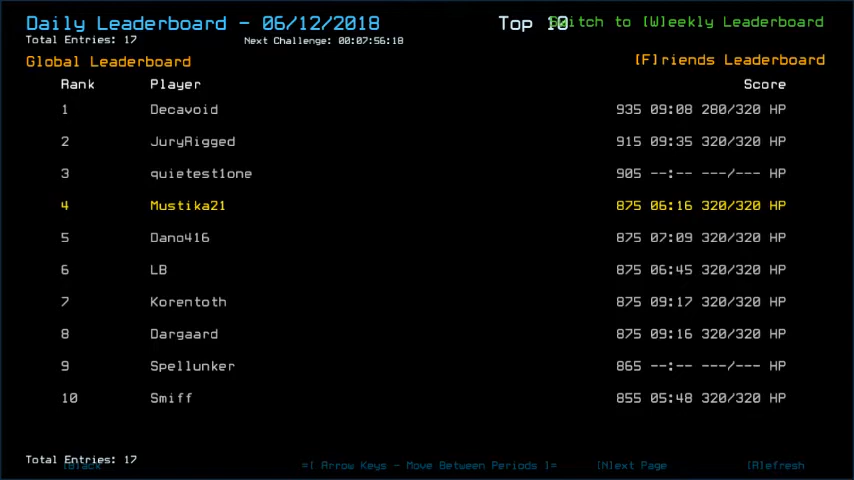 Daily Leaderboard - 06/12/2018 Top 10 Switch to [W]eekly Leaderboard
Total Entries: 17 Next Challenge: 00:07:56:18
Global Leaderboard [F]riends Leaderboard
Rank Player Score
1 Decavoid 935 09:08 280/320 HP
2 JuryRigged 915 09:35 320/320 HP
3 quietest1one 905 --:-- ---/--- HP
4 Mustika21 875 06:16 320/320 HP
5 Dano416 875 07:09 320/320 HP
6 LB 875 06:45 320/320 HP
7 Korentoth 875 09:17 320/320 HP
8 Dargaard 875 09:16 320/320 HP
9 Spellunker 865 --:-- ---/--- HP
10 Smiff 855 05:48 320/320 HP
Total Entries: 17
[B]ack =[ Arrow Keys - Move Between Periods ]= [N]ext Page [R]efresh